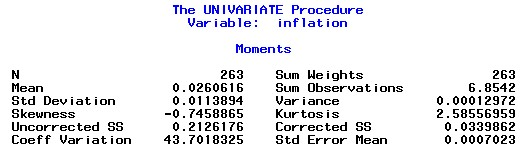 The UNIVARIATE Procedure
Variable: inflation
Moments
N 263 Sum Weights 263
Mean 0.0260616 Sum Observations 6.8542
Std Deviation 0.0113894 Variance 0.00012972
Skewness -0.7458865 Kurtosis 2.58556959
Uncorrected SS 0.2126176 Corrected SS 0.0339862
Coeff Variation 43.7018325 Std Error Mean 0.0007023